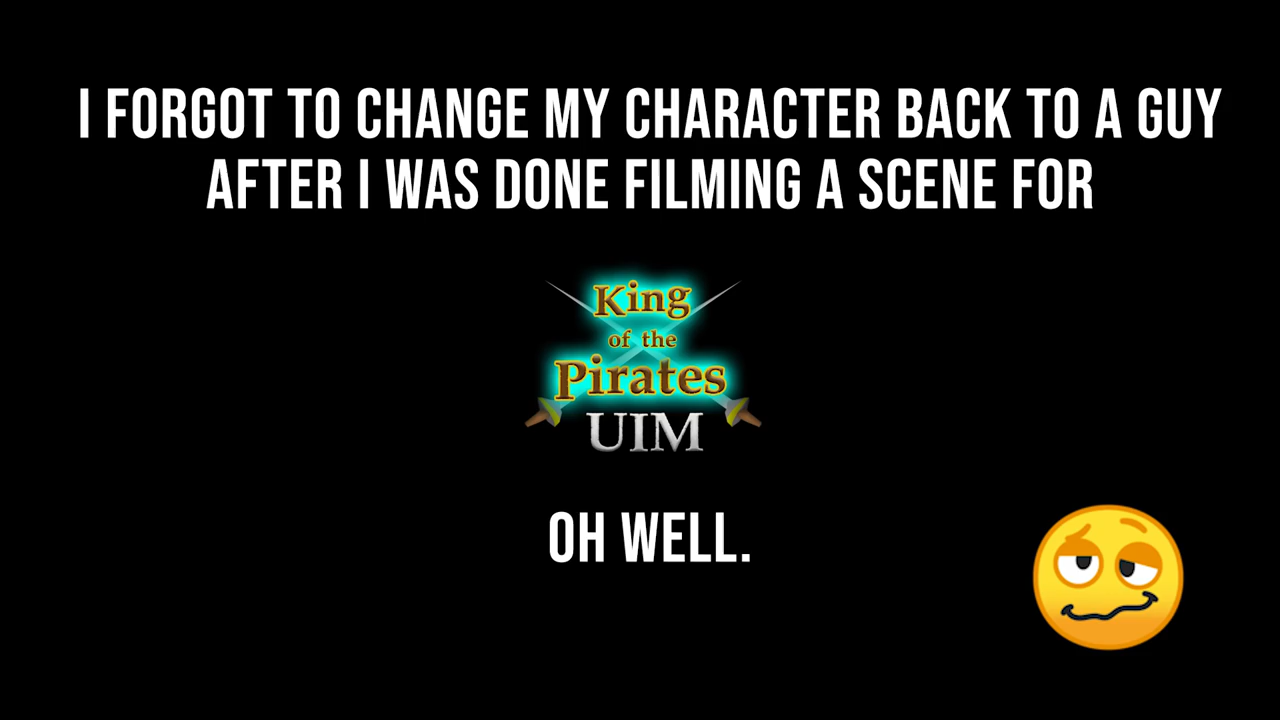 I FORGOT TO CHANGE MY CHARACTER BACK TO A GUY
AFTER I WAS DONE FILMING A SCENE FOR
King
of the
Pirates
UIM
OH WELL.